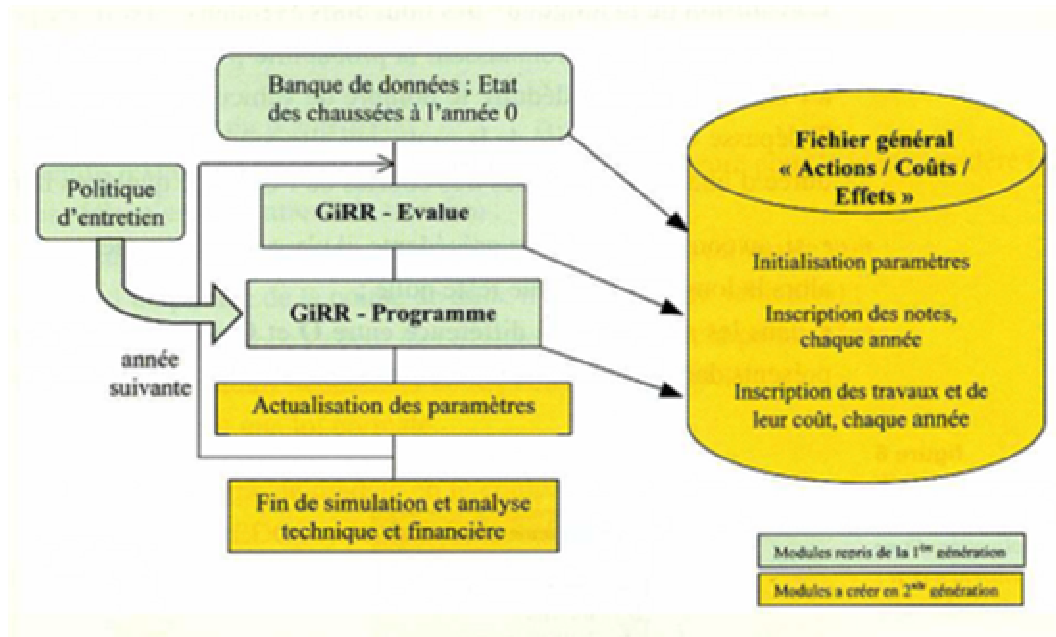 Banque de données ; Etat
des chaussées à l'année 0
Politique
d'entretien
GiRR - Evalue
GiRR - Programme
année
suivante
Actualisation des paramètres
Fin de simulation et analyse
technique et financière
Fichier général
« Actions / Coûts /
Effets »
Initialisation paramètres
Inscription des notes,
chaque année
Inscription des travaux et de
leur coût, chaque année
Modules repris de la 1ère génération
Modules a créer en 2nde génération